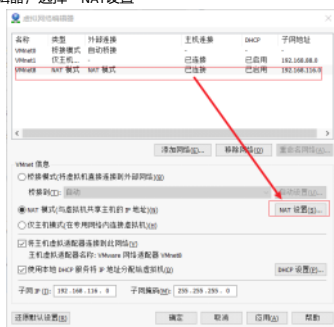 虚拟网络编辑器
名称 类型 外部连接 主机连接 DHCP 子网地址
VMnet0 桥接模式 自动桥接 - - -
VMnet1 仅主机... - 已连接 已启用 192.168.88.0
VMnet8 NAT 模式 NAT 模式 已连接 已启用 192.168.116.0
添加网络(E)... 移除网络(O) 重命名网络(W)...
VMnet 信息
桥接模式(将虚拟机直接连接到外部网络)(B)
桥接到(T): 自动 自动设置(U)...
NAT 模式(与虚拟机共享主机的 IP 地址)(N) NAT 设置(S)...
仅主机模式(在专用网络内连接虚拟机)(H)
将主机虚拟适配器连接到此网络(V)
主机虚拟适配器名称: VMware 网络适配器 VMnet8
使用本地 DHCP 服务将 IP 地址分配给虚拟机(D) DHCP 设置(P)...
子网 IP(I): 192.168.116. 0 子网掩码(M): 255.255.255. 0
还原默认设置(R) 确定 取消 应用(A) 帮助